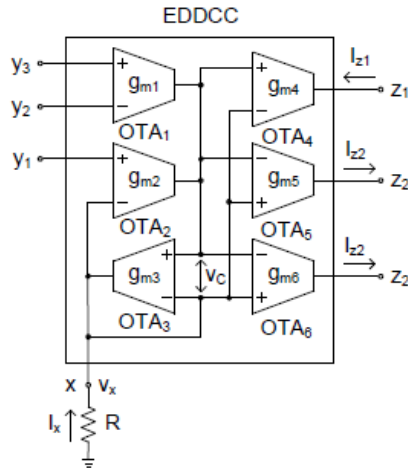 EDDCC
y3
+
gm1
y2
−
OTA1
y1
+
gm2
−
OTA2
+
gm3
−
OTA3
vC
+
gm4
−
OTA4
Iz1
z1
−
gm5
+
OTA5
Iz2
z2
−
gm6
+
OTA6
Iz2
z2
x
vx
Ix
R